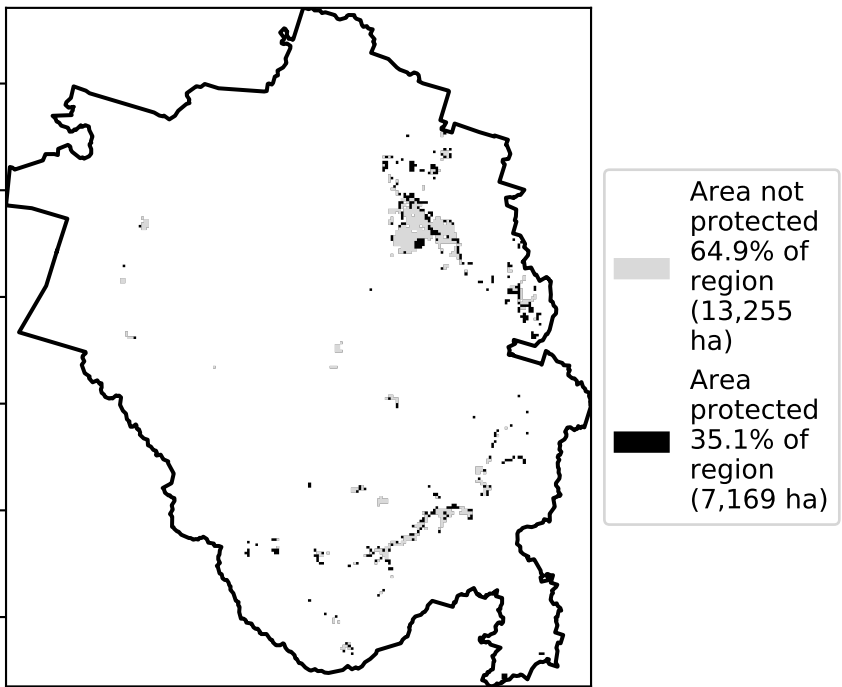 Area not
protected
64.9% of
region
(13,255
ha)
Area
protected
35.1% of
region
(7,169 ha)